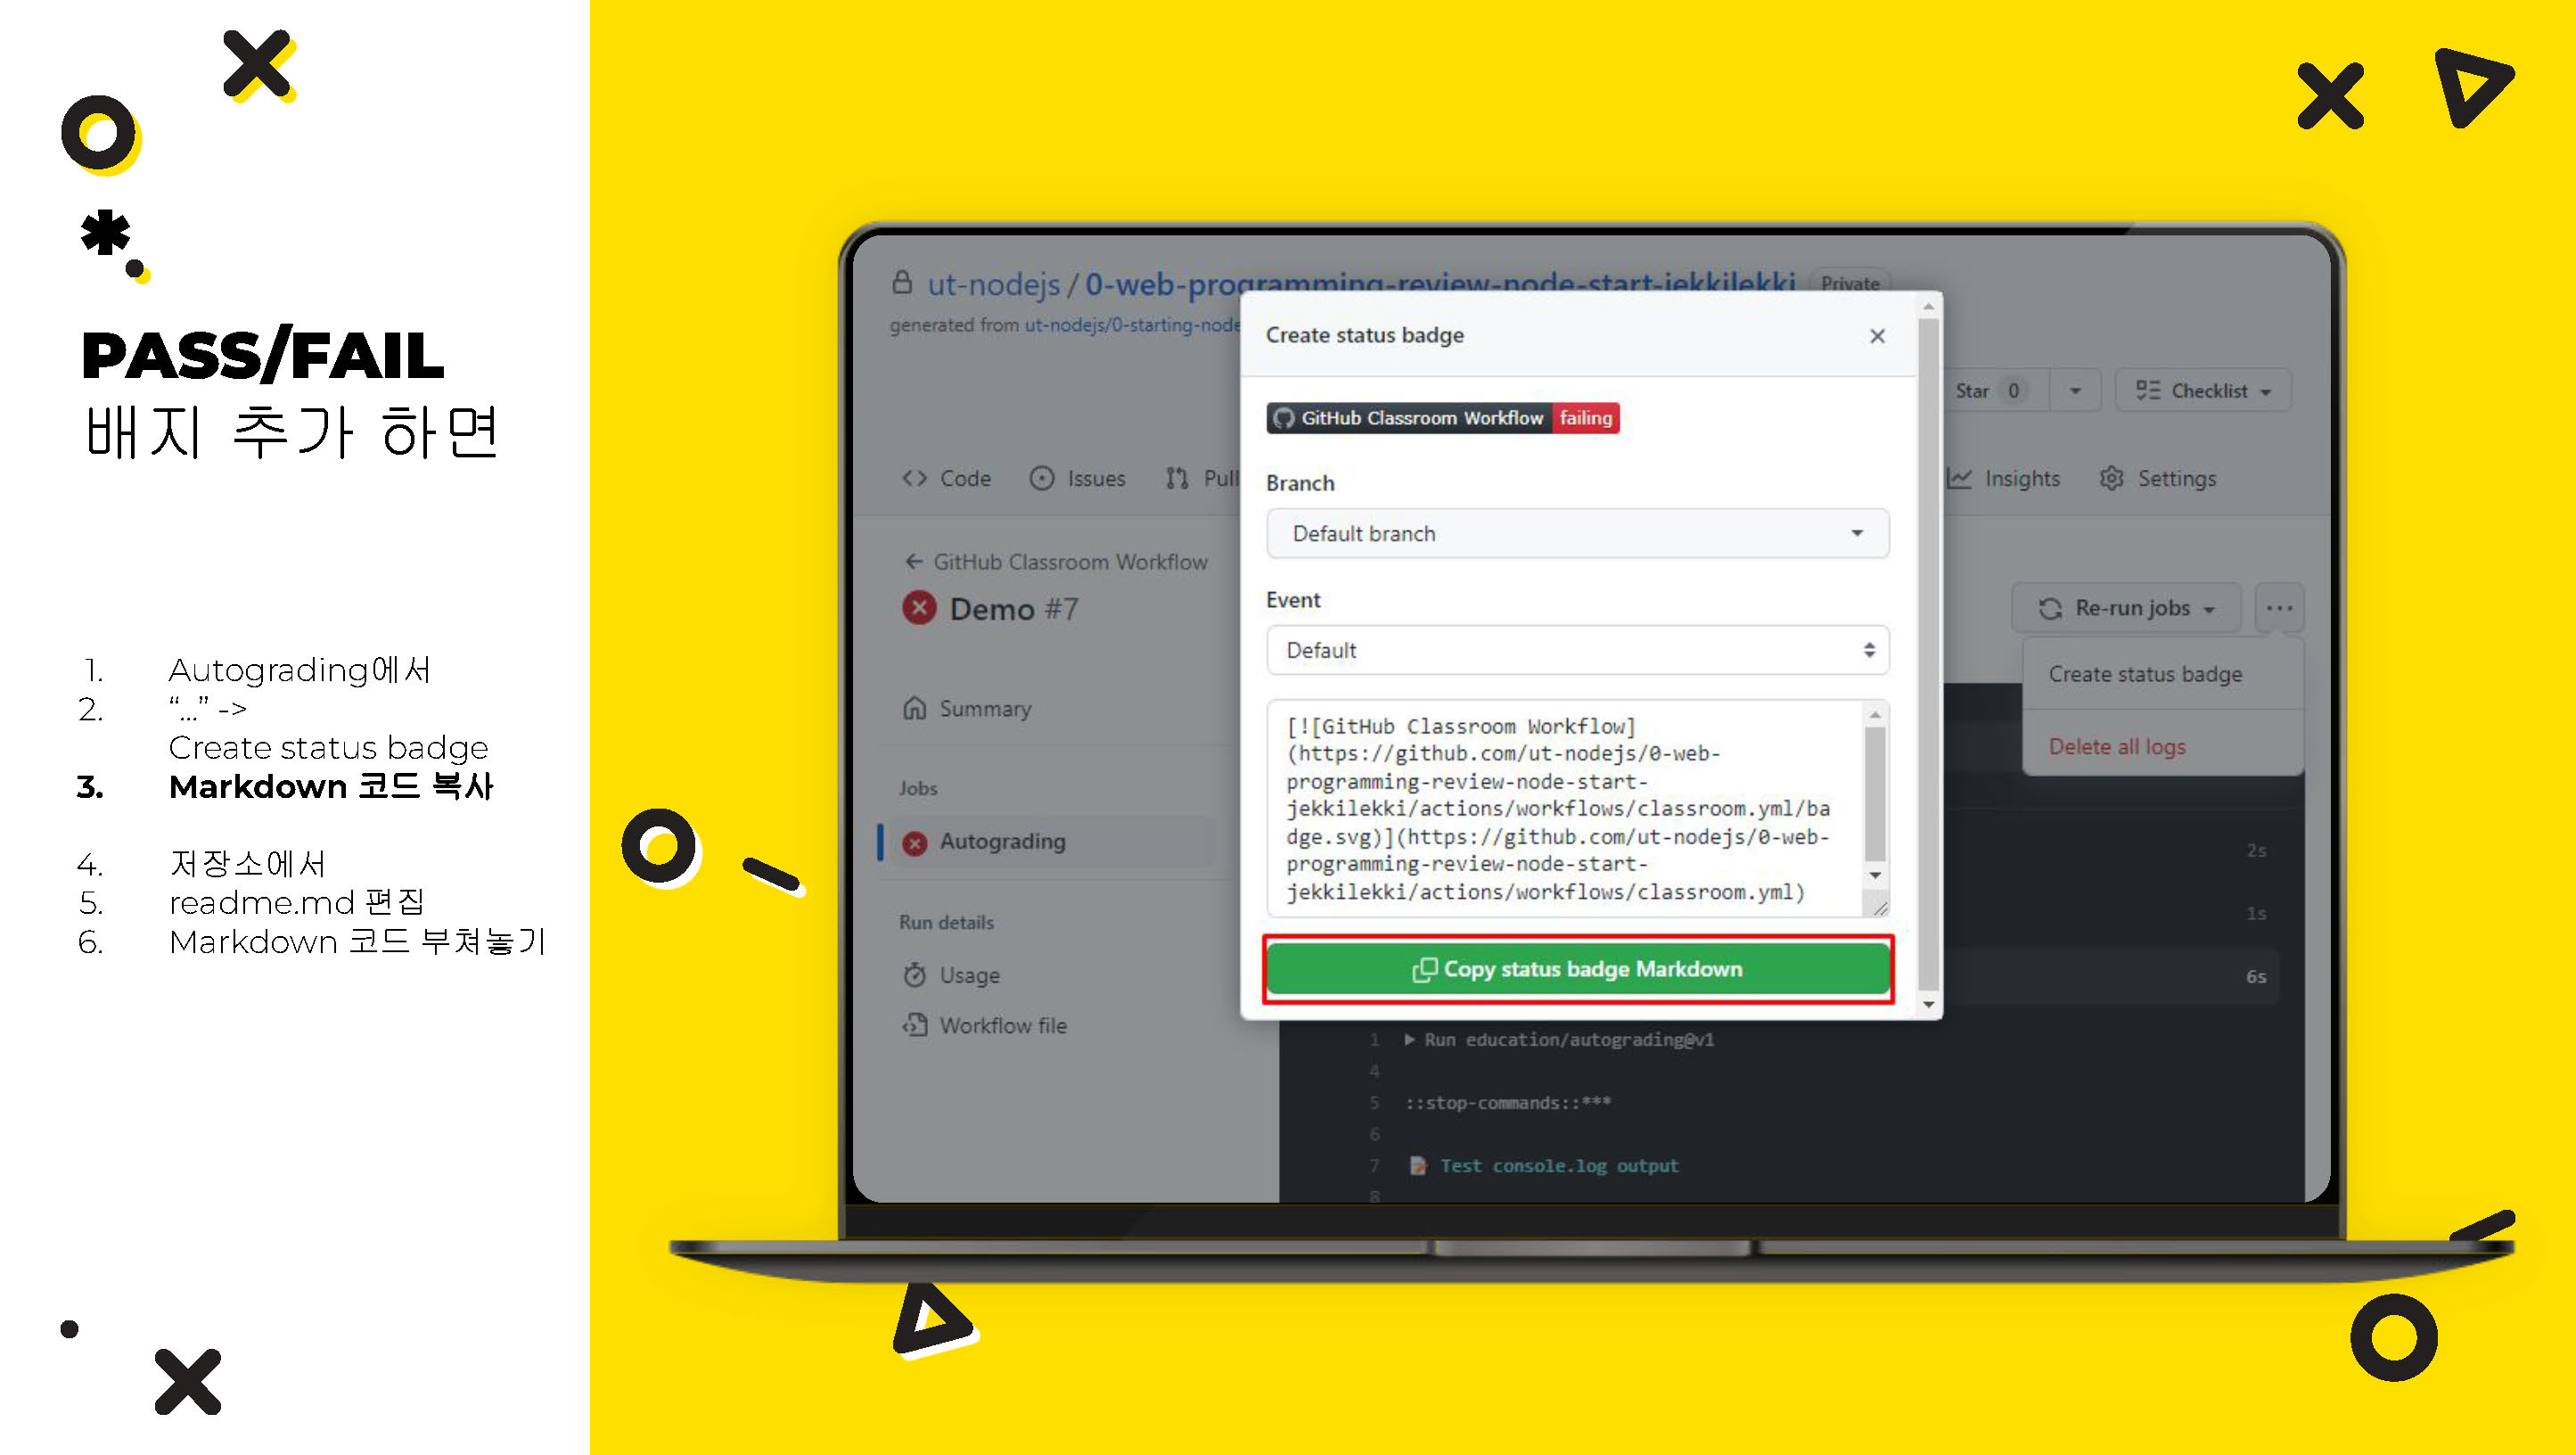 PASS/FAIL
배지 추가 하면
1. Autograding에서
2. “…” ->
Create status badge
3. Markdown 코드 복사
4. 저장소에서
5. readme.md 편집
6. Markdown 코드 부쳐놓기
ut-nodejs / 0-web-programming-review-node-start-jekkilekki Private
generated from ut-nodejs/0-starting-node
Star 0
Checklist
Code
Issues
Pull
Insights
Settings
← GitHub Classroom Workflow
Demo #7
Re-run jobs
...
Create status badge
Delete all logs
Summary
Jobs
Autograding
Run details
Usage
Workflow file
Create status badge
GitHub Classroom Workflow failing
Branch
Default branch
Event
Default
[![GitHub Classroom Workflow]
(https://github.com/ut-nodejs/0-web-
programming-review-node-start-
jekkilekki/actions/workflows/classroom.yml/ba
dge.svg)](https://github.com/ut-nodejs/0-web-
programming-review-node-start-
jekkilekki/actions/workflows/classroom.yml)
Copy status badge Markdown
2s
1s
6s
1 Run education/autograding@v1
4
5 ::stop-commands::***
6
7 Test console.log output
8